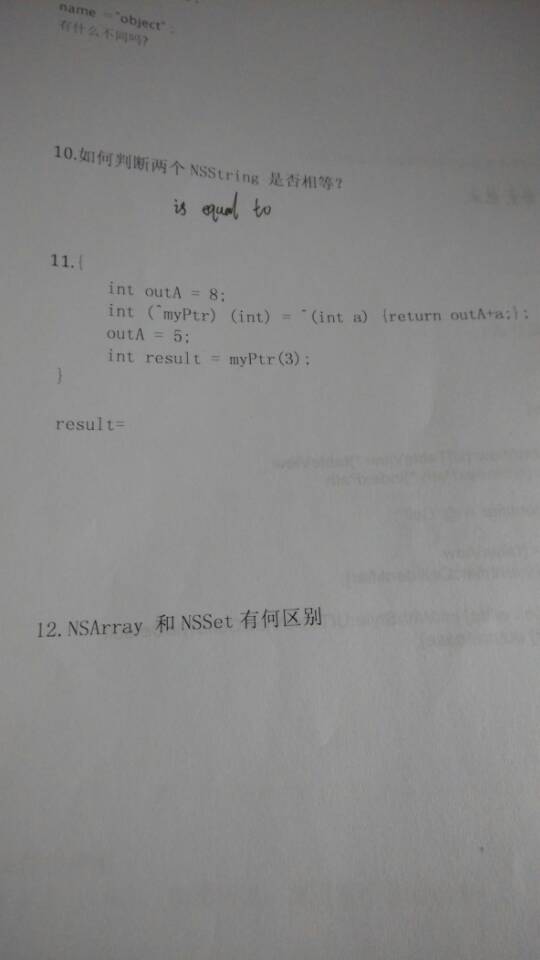 name ="object";
有什么不同吗?
10.如何判断两个 NSString 是否相等?
is equal to
11.{
int outA = 8;
int (^myPtr) (int) = ^(int a) {return outA+a;};
outA = 5;
int result = myPtr(3);
}
result=
12. NSArray 和 NSSet 有何区别